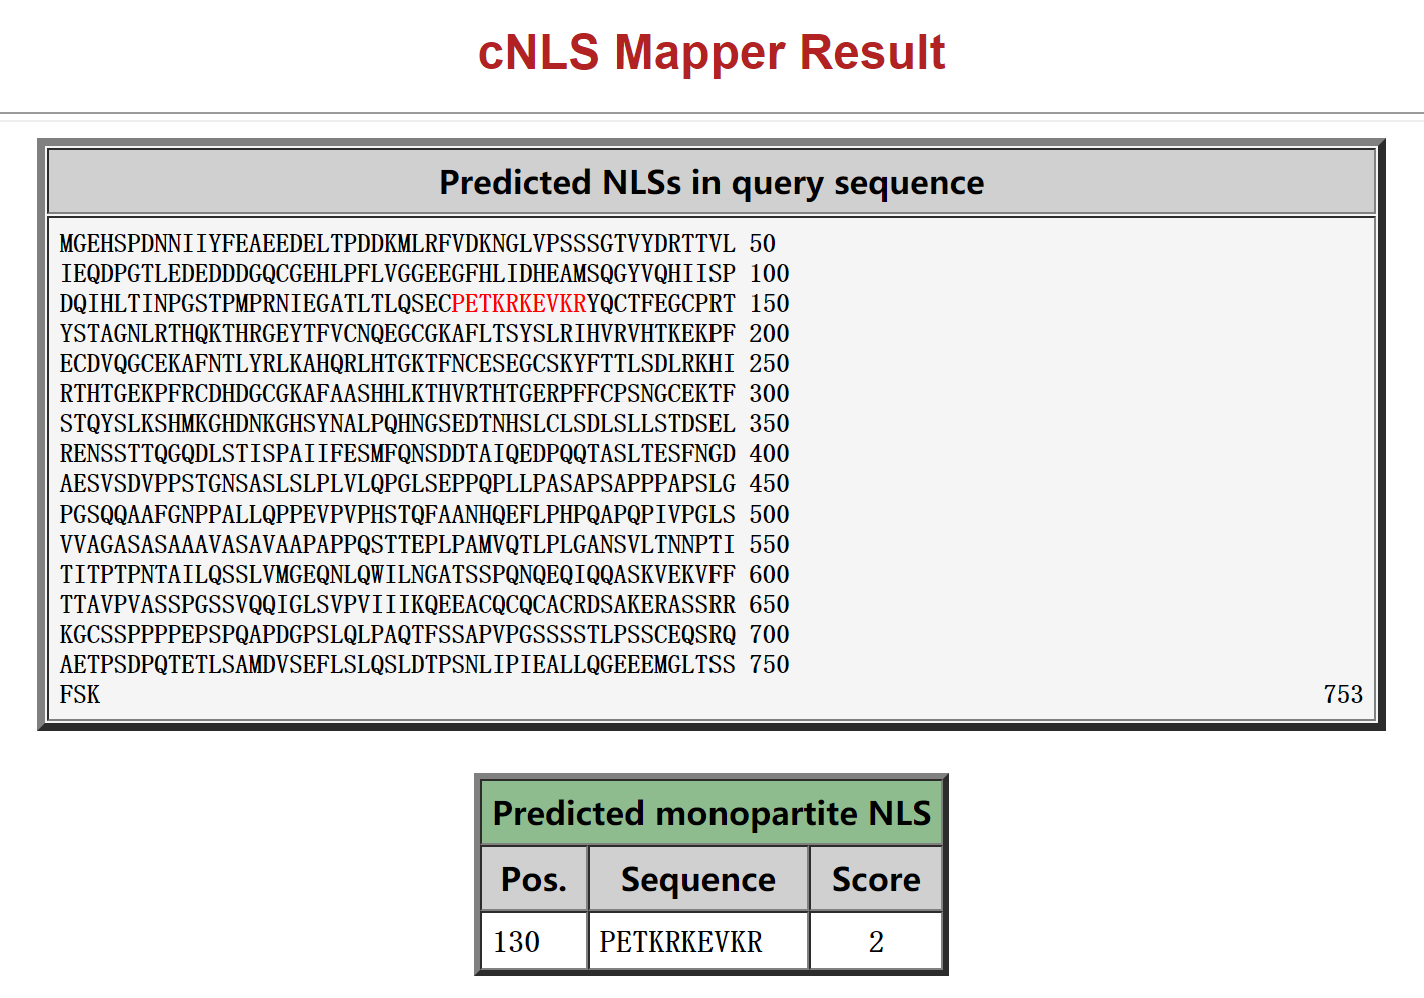 cNLS Mapper Result
Predicted NLSs in query sequence
MGEHSPDNNIIYFEAEEDELTPDDKMLRFVDKNGLVPSSSGTVYDRTTVL 50
IEQDPGTLEDEDDDGQCGEHLPFLVGGEEGFHLIDHEAMSQGYVQHIISP 100
DQIHLTINPGSTPMPRNIEGATLTLQSECPETKRKEVKRYQCTFEGCPRT 150
YSTAGNLRTHQKTHRGEYTFVCNQEGCGKAFLTSYSLRIHVRVHTKEKPF 200
ECDVQGCEKAFNTLYRLKAHQRLHTGKTFNCESEGCSKYFTTLSDLRKHI 250
RTHTGEKPFRCDHDGCGKAFAASHHLKTHVRTHTGERPFFCPSNGCEKTF 300
STQYSLKSHMKGHDNKGHSYNALPQHNGSEDTNHSLCLSDLSLLSTDSEL 350
RENSSTTQGQDLSTISPAIIFESMFQNSDDTAIQEDPQQTASLTESFNGD 400
AESVSDVPPSTGNSASLSLPLVLQPGLSEPPQPLLPASAPSAPPPAPSLG 450
PGSQQAAFGNPPALLQPPEVPVPHSTQFAANHQEFLPHPQAPQPIVPGLS 500
VVAGASASAAAVASAVAAPAPPQSTTEPLPAMVQTLPLGANSVLTNNPTI 550
TITPTPNTAILQSSLVMGEQNLQWILNGATSSPQNQEQIQQASKVEKVFF 600
TTAVPVASSPGSSVQQIGLSVPVIIIKQEEACQCQCACRDSAKERASSRR 650
KGCSSPPPPEPSPQAPDGPSLQLPAQTFSSAPVPGSSSSTLPSSCEQSRQ 700
AETPSDPQTETLSAMDVSEFLSLQSLDTPSNLIPIEALLQGEEEMGLTSS 750
FSK 753
Predicted monopartite NLS
Pos. Sequence Score
130 PETKRKEVKR 2